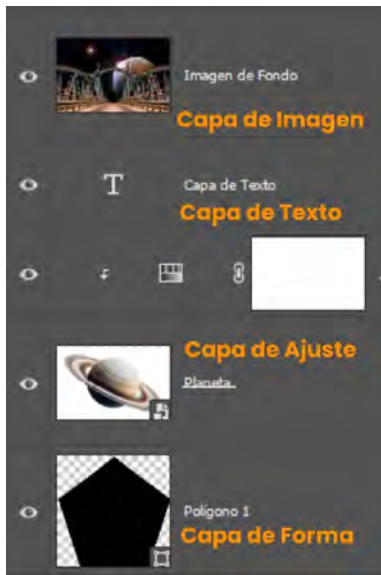 Imagen de Fondo
Capa de Imagen
T
Capa de Texto
Capa de Texto
Capa de Ajuste
Planeta
Polígono 1
Capa de Forma